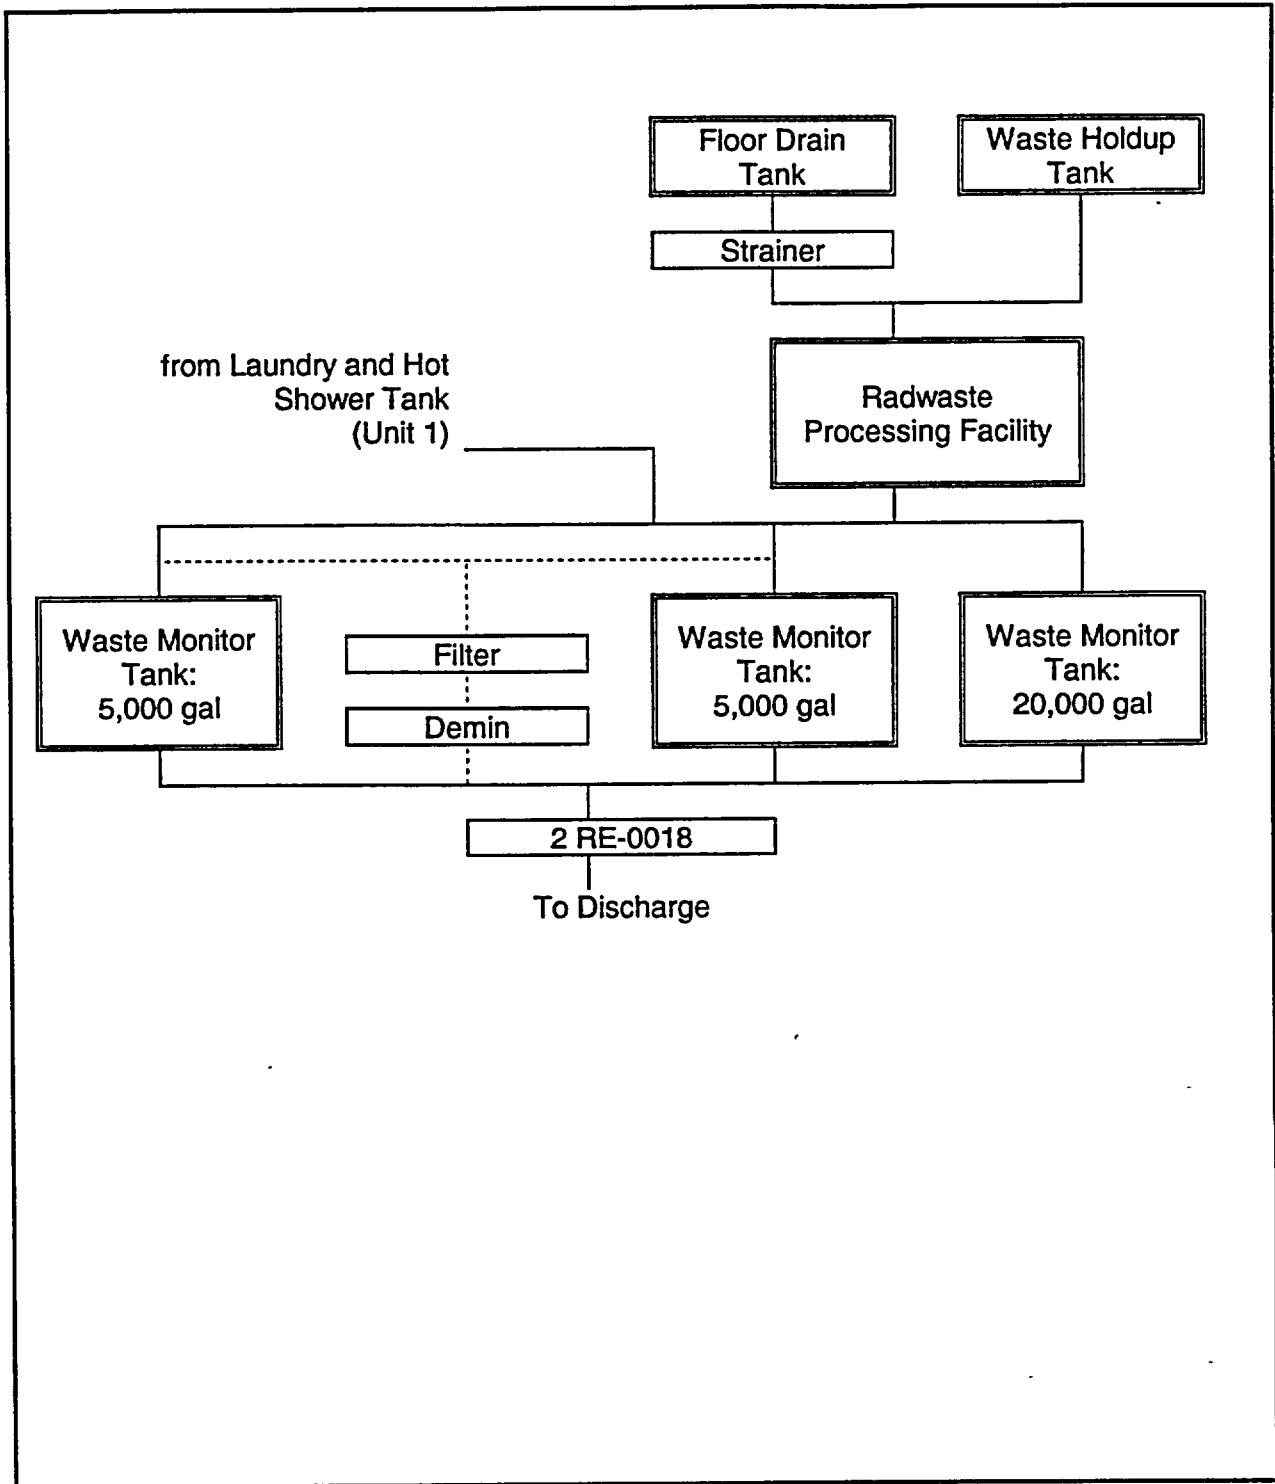 Floor Drain
Tank
Waste Holdup
Tank
Strainer
from Laundry and Hot
Shower Tank
(Unit 1)
Radwaste
Processing Facility
Waste Monitor
Tank:
5,000 gal
Filter
Demin
Waste Monitor
Tank:
5,000 gal
Waste Monitor
Tank:
20,000 gal
2 RE-0018
To Discharge